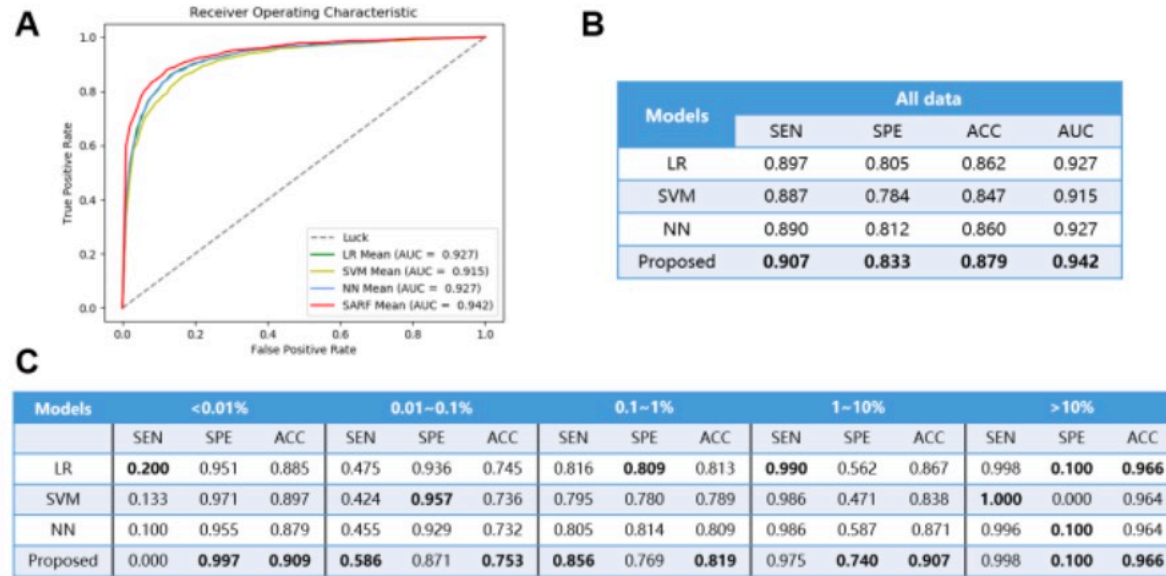 A
Receiver Operating Characteristic
1.0
0.8
0.6
0.4
0.2
0.0
True Positive Rate
Luck
LR Mean (AUC = 0.927)
SVM Mean (AUC = 0.915)
NN Mean (AUC = 0.927)
SARF Mean (AUC = 0.942)
0.0 0.2 0.4 0.6 0.8 1.0
False Positive Rate
B
Models All data
SEN SPE ACC AUC
LR 0.897 0.805 0.862 0.927
SVM 0.887 0.784 0.847 0.915
NN 0.890 0.812 0.860 0.927
Proposed 0.907 0.833 0.879 0.942
C
Models <0.01% 0.01~0.1% 0.1~1% 1~10% >10%
SEN SPE ACC SEN SPE ACC SEN SPE ACC SEN SPE ACC SEN SPE ACC
LR 0.200 0.951 0.885 0.475 0.936 0.745 0.816 0.809 0.813 0.990 0.562 0.867 0.998 0.100 0.966
SVM 0.133 0.971 0.897 0.424 0.957 0.736 0.795 0.780 0.789 0.986 0.471 0.838 1.000 0.000 0.964
NN 0.100 0.955 0.879 0.455 0.929 0.732 0.805 0.814 0.809 0.986 0.587 0.871 0.996 0.100 0.964
Proposed 0.000 0.997 0.909 0.586 0.871 0.753 0.856 0.769 0.819 0.975 0.740 0.907 0.998 0.100 0.966